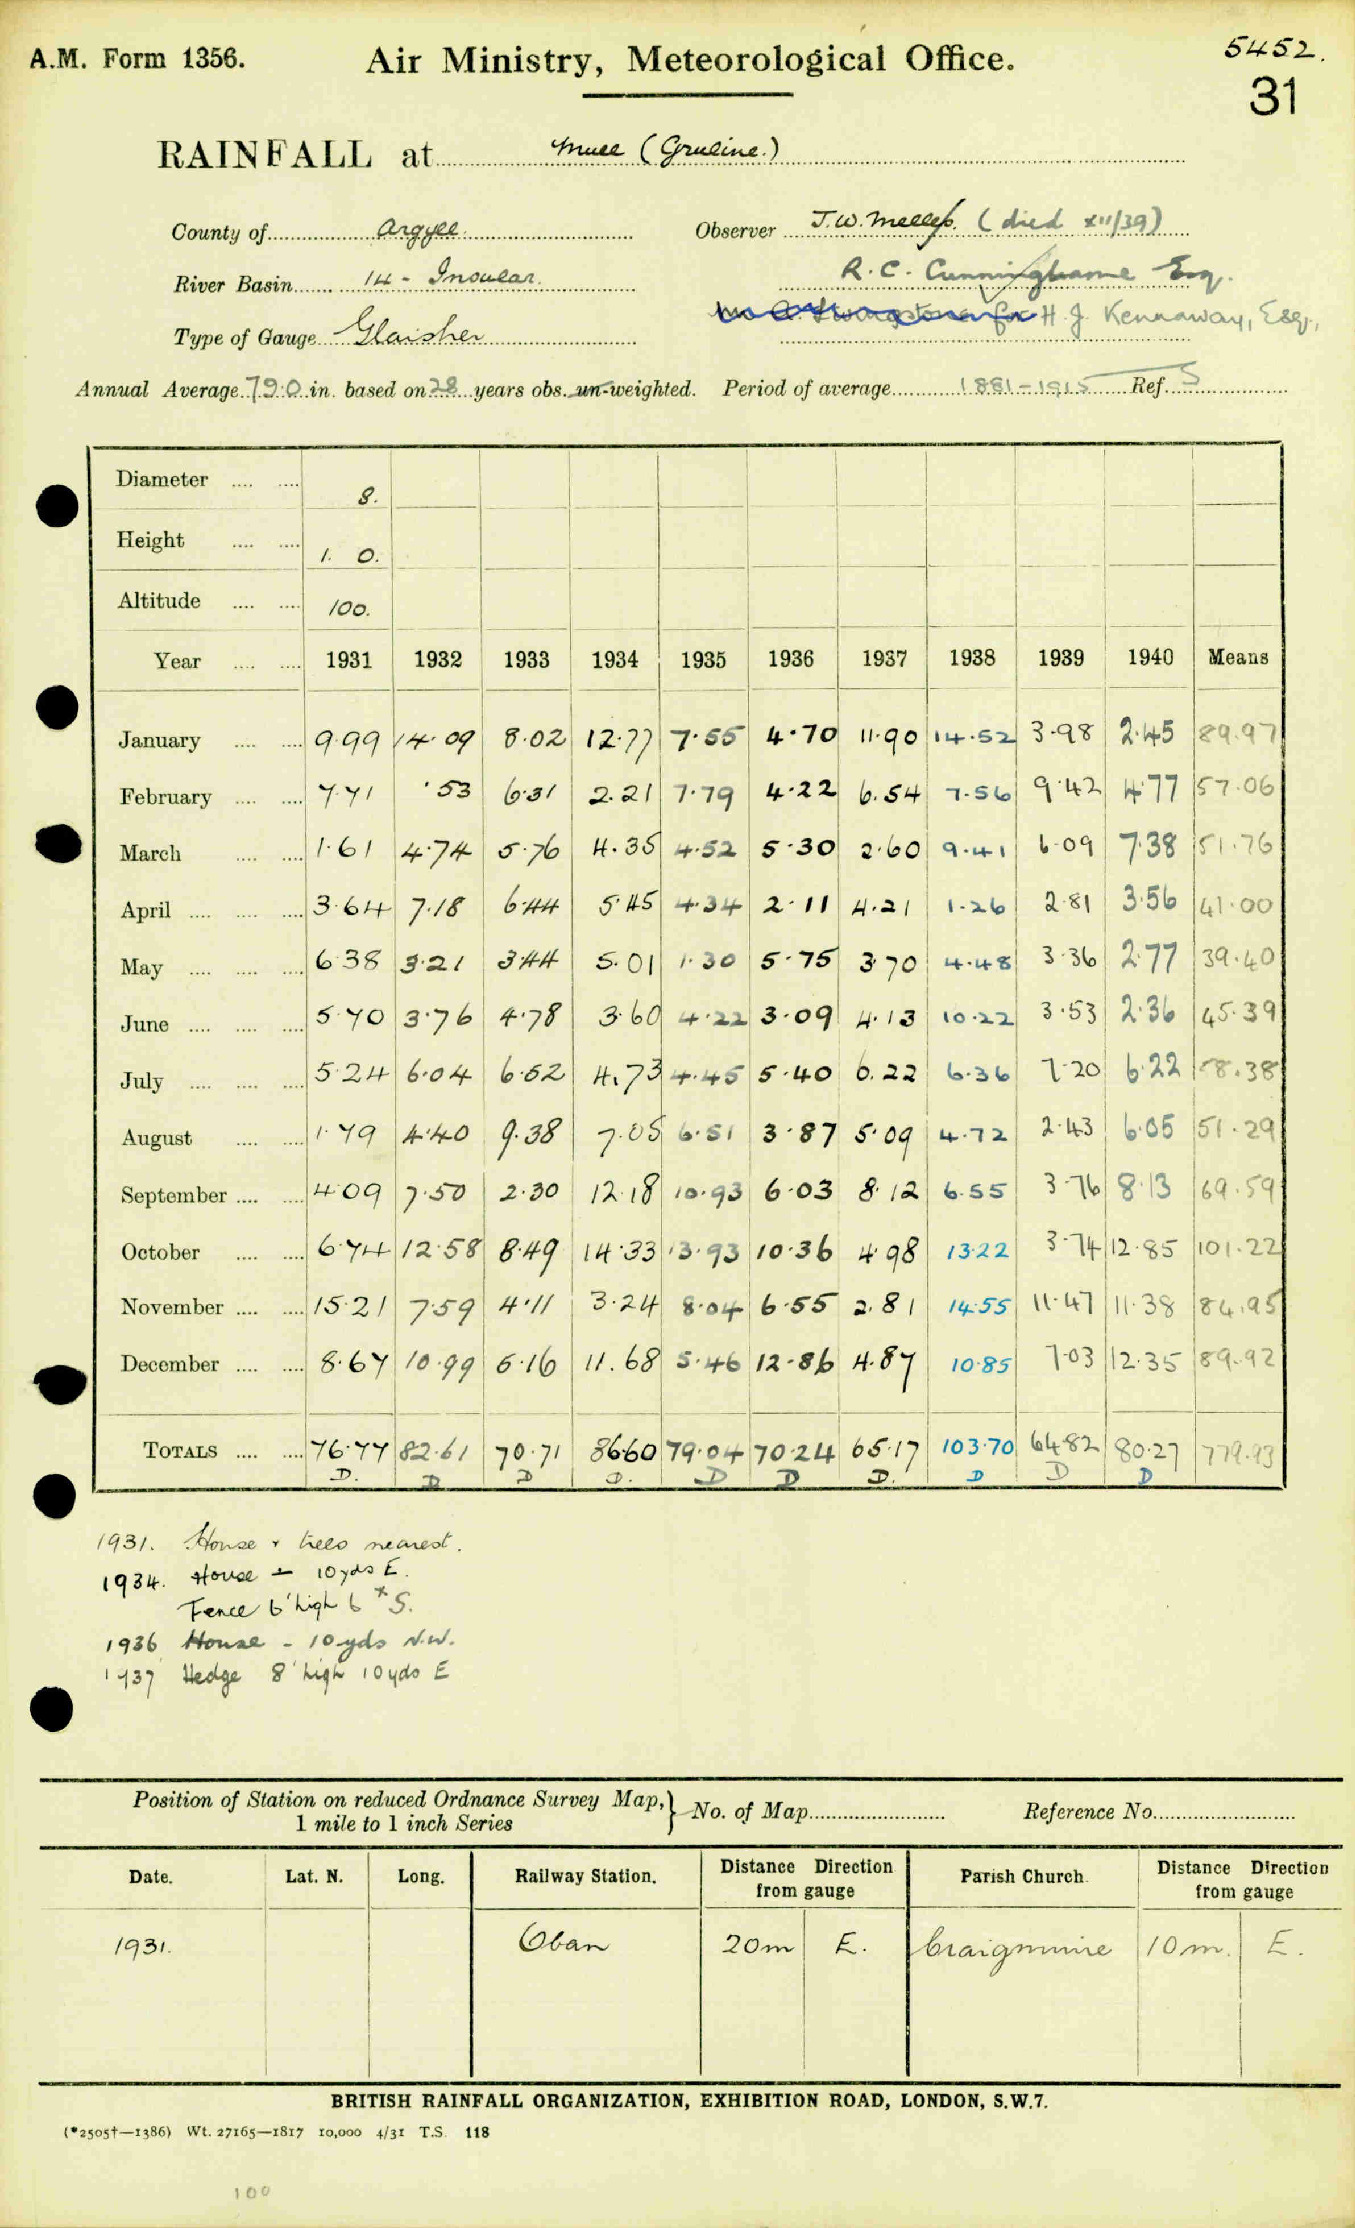 A.M. Form 1356.
Air Ministry, Meteorological Office.
5452.
31
RAINFALL at Mull (Gruline.)
County of Argyll. Observer J.W. Melles. (died xii/39)
River Basin 14 - Insular. R.C. Cunninghame Esq.
Type of Gauge Glaisher for H.J. Kennaway, Esq.,
Annual Average 79.0 in. based on 28 years obs. un-weighted. Period of average 1881-1915 Ref. S
Diameter 8.
Height 1. 0.
Altitude 100.
Year 1931 1932 1933 1934 1935 1936 1937 1938 1939 1940 Means
January 9.99 14.09 8.02 12.77 7.55 4.70 11.90 14.52 3.98 2.45 89.97
February 7.71 .53 6.31 2.21 7.79 4.22 6.54 7.56 9.42 4.77 57.06
March 1.61 4.74 5.76 4.35 4.52 5.30 2.60 9.41 6.09 7.38 51.76
April 3.64 7.18 6.44 5.45 4.34 2.11 4.21 1.26 2.81 3.56 41.00
May 6.38 3.21 3.44 5.01 1.30 5.75 3.70 4.48 3.36 2.77 39.40
June 5.70 3.76 4.78 3.60 4.22 3.09 4.13 10.22 3.53 2.36 45.39
July 5.24 6.04 6.52 4.73 4.45 5.40 6.22 6.36 7.20 6.22 58.38
August 1.79 4.40 9.38 7.05 6.51 3.87 5.09 4.72 2.43 6.05 51.29
September 4.09 7.50 2.30 12.18 10.93 6.03 8.12 6.55 3.76 8.13 69.59
October 6.74 12.58 8.49 14.33 13.93 10.36 4.98 13.22 3.74 12.85 101.22
November 15.21 7.59 4.11 3.24 8.04 6.55 2.81 14.55 11.47 11.38 84.95
December 8.67 10.99 5.16 11.68 5.46 12.86 4.87 10.85 7.03 12.35 89.92
TOTALS 76.77 82.61 70.71 86.60 79.04 70.24 65.17 103.70 64.82 80.27 779.93
D. D D D. D D D. D D D
1931. House & trees nearest.
1934. House — 10yds E.
Fence 6' high 6 x S.
1936 House - 10yds N.W.
1937 Hedge 8' high 10yds E
Position of Station on reduced Ordnance Survey Map,
1 mile to 1 inch Series
No. of Map
Reference No.
Date. Lat. N. Long. Railway Station. Distance Direction from gauge Parish Church. Distance Direction from gauge
1931. Oban 20m E. Craignuire 10m. E.
BRITISH RAINFALL ORGANIZATION, EXHIBITION ROAD, LONDON, S.W.7.
(*2505†—1386) Wt. 27165—1817 10,000 4/31 T.S. 118
100